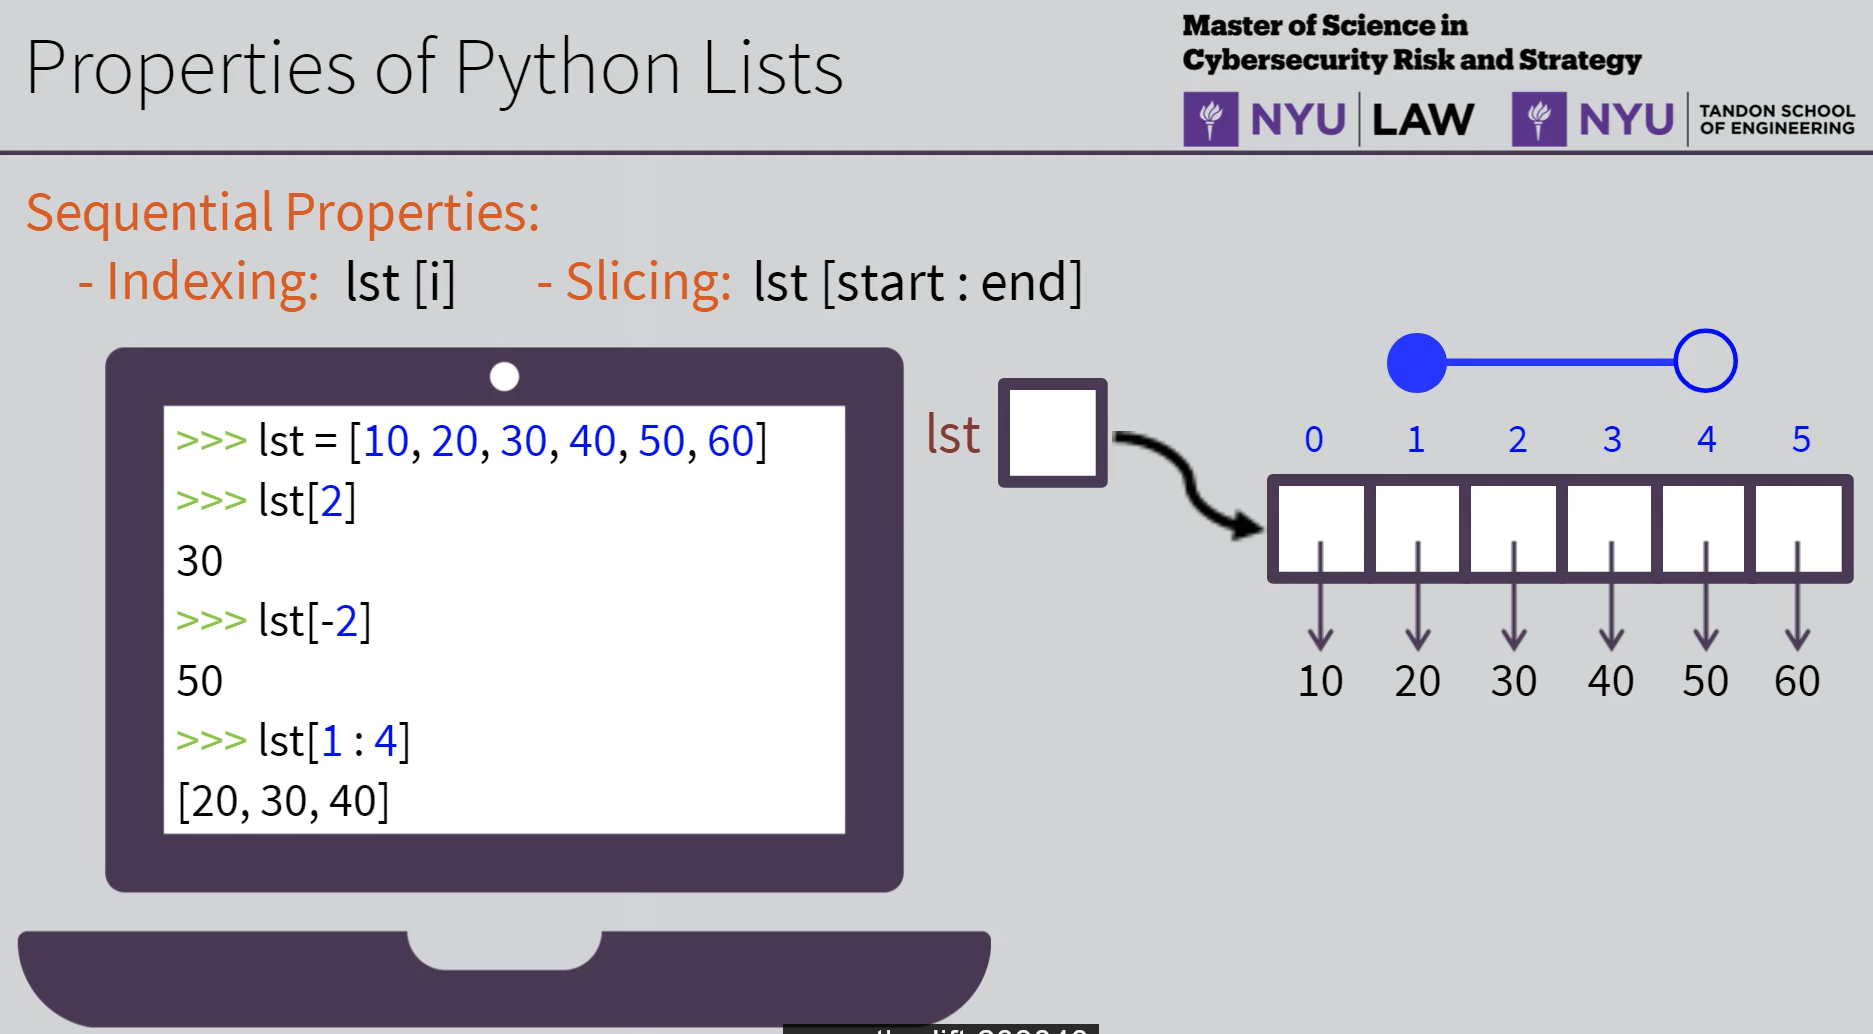 Properties of Python Lists
Master of Science in
Cybersecurity Risk and Strategy
NYU LAW NYU TANDON SCHOOL
OF ENGINEERING
Sequential Properties:
- Indexing: lst [i] - Slicing: lst [start : end]
>>> lst = [10, 20, 30, 40, 50, 60]
>>> lst[2]
30
>>> lst[-2]
50
>>> lst[1 : 4]
[20, 30, 40]
lst
0 1 2 3 4 5
10 20 30 40 50 60